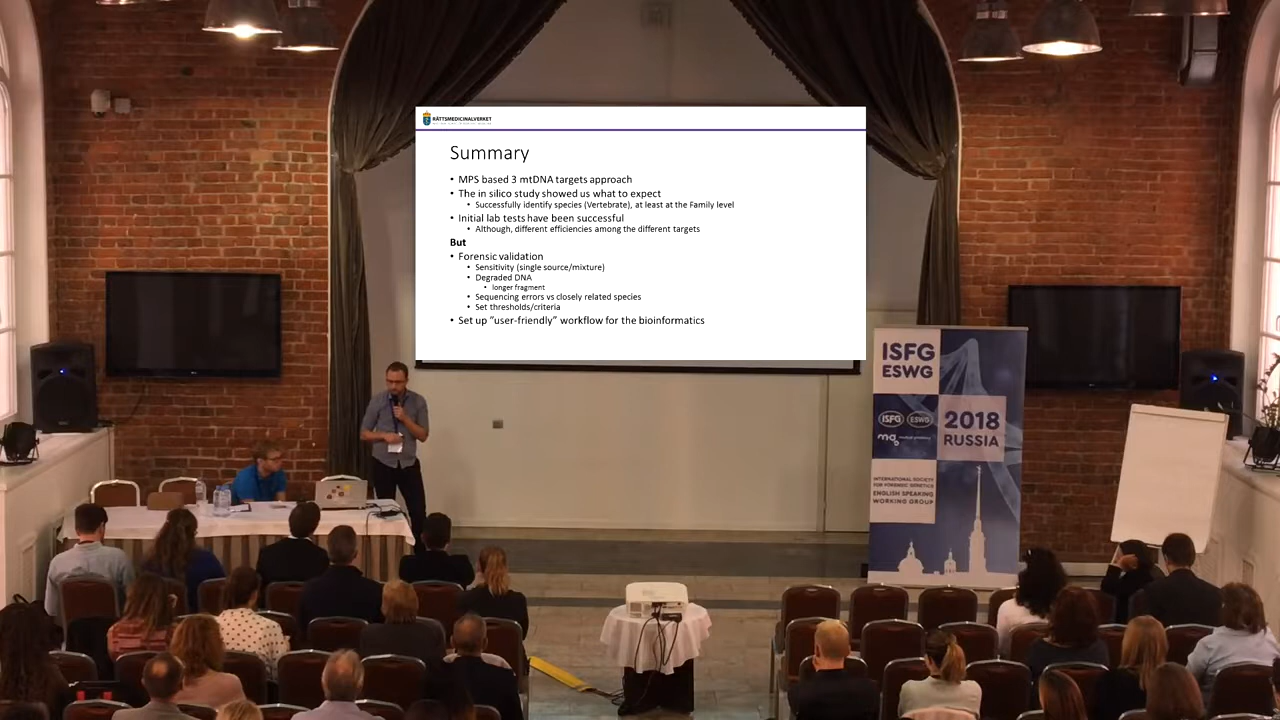 RÄTTSMEDICINALVERKET
Summary
• MPS based 3 mtDNA targets approach
• The in silico study showed us what to expect
• Successfully identify species (Vertebrate), at least at the Family level
• Initial lab tests have been successful
• Although, different efficiencies among the different targets
But
• Forensic validation
• Sensitivity (single source/mixture)
• Degraded DNA
• longer fragment
• Sequencing errors vs closely related species
• Set thresholds/criteria
• Set up ”user-friendly” workflow for the bioinformatics
ISFG
ESWG
ISFG ESWG
2018
RUSSIA
INTERNATIONAL SOCIETY
FOR FORENSIC GENETICS
ENGLISH SPEAKING
WORKING GROUP